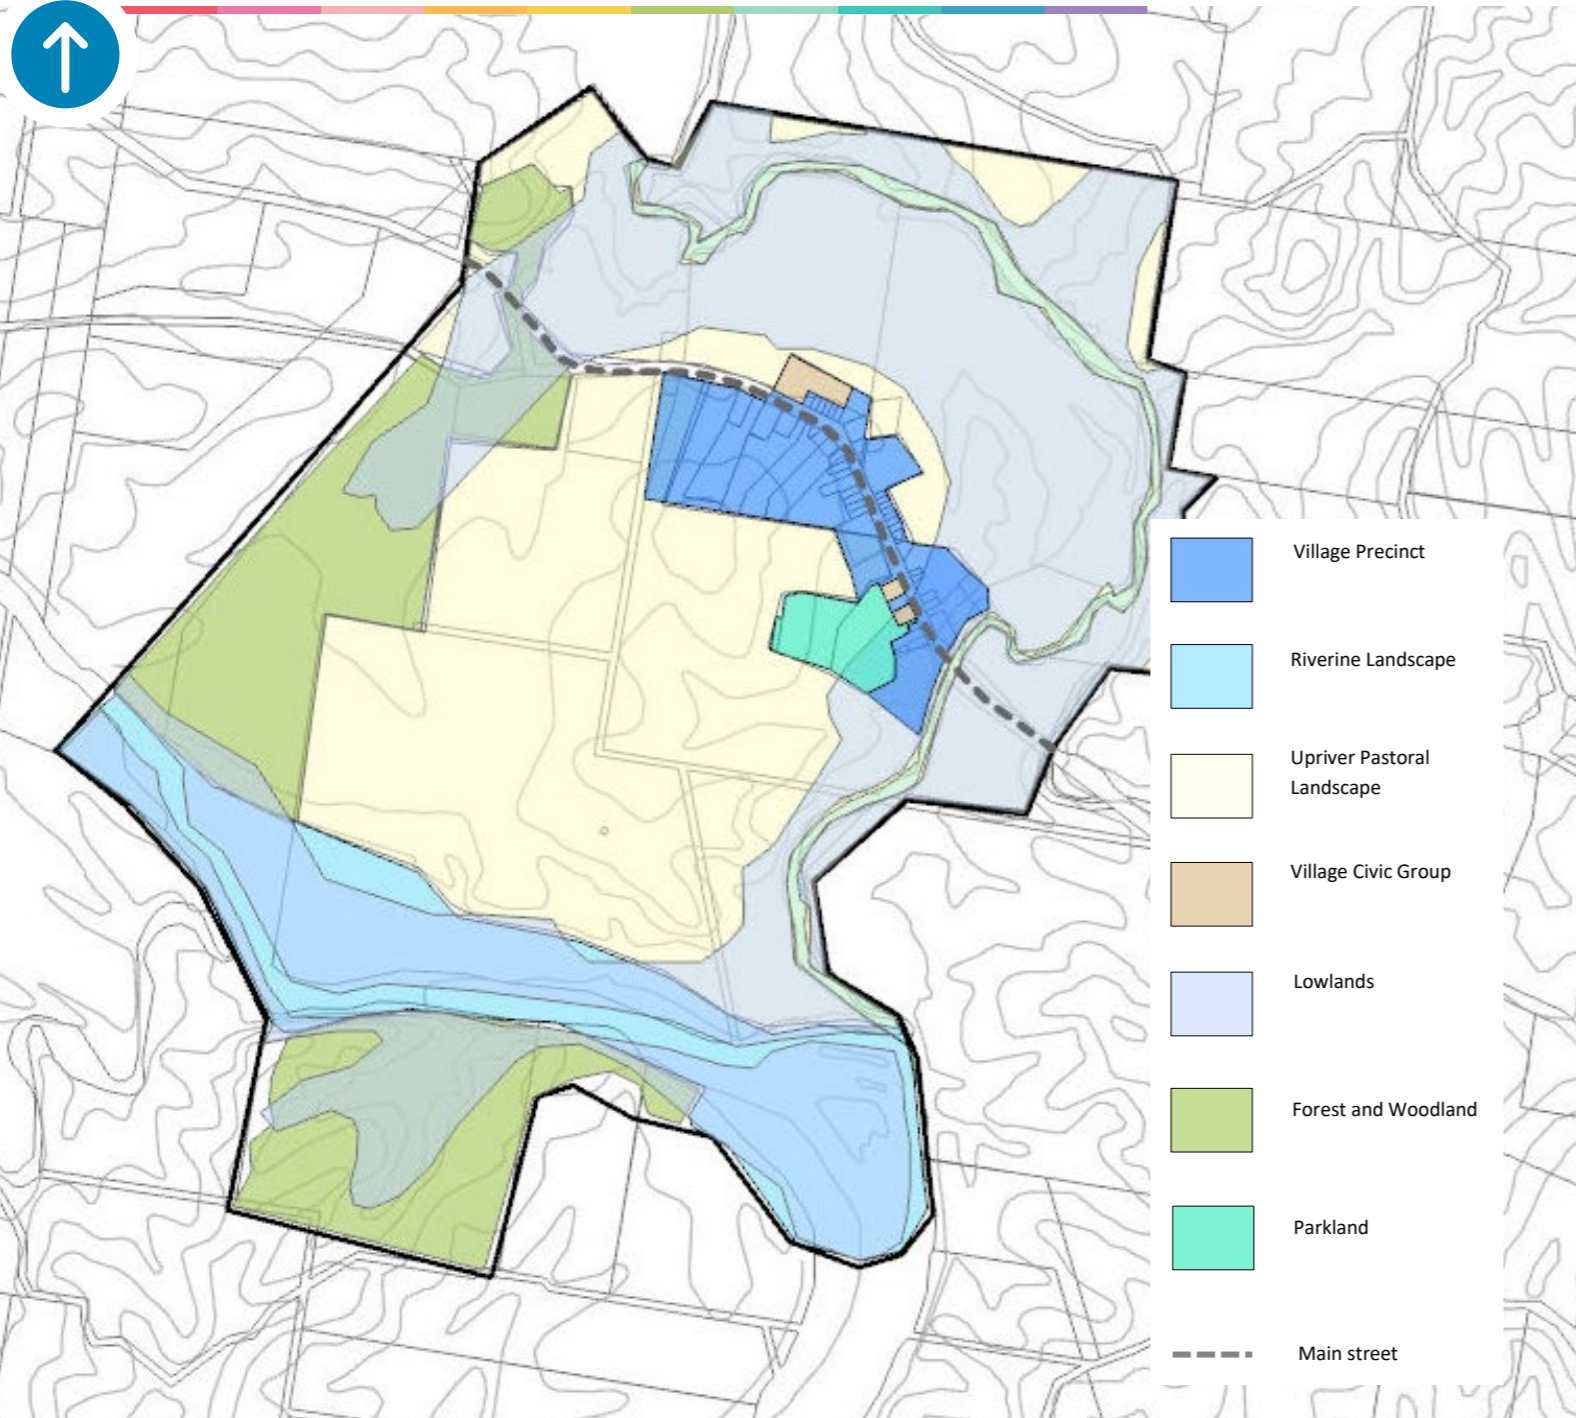 Village Precinct
Riverine Landscape
Upriver Pastoral
Landscape
Village Civic Group
Lowlands
Forest and Woodland
Parkland
Main street